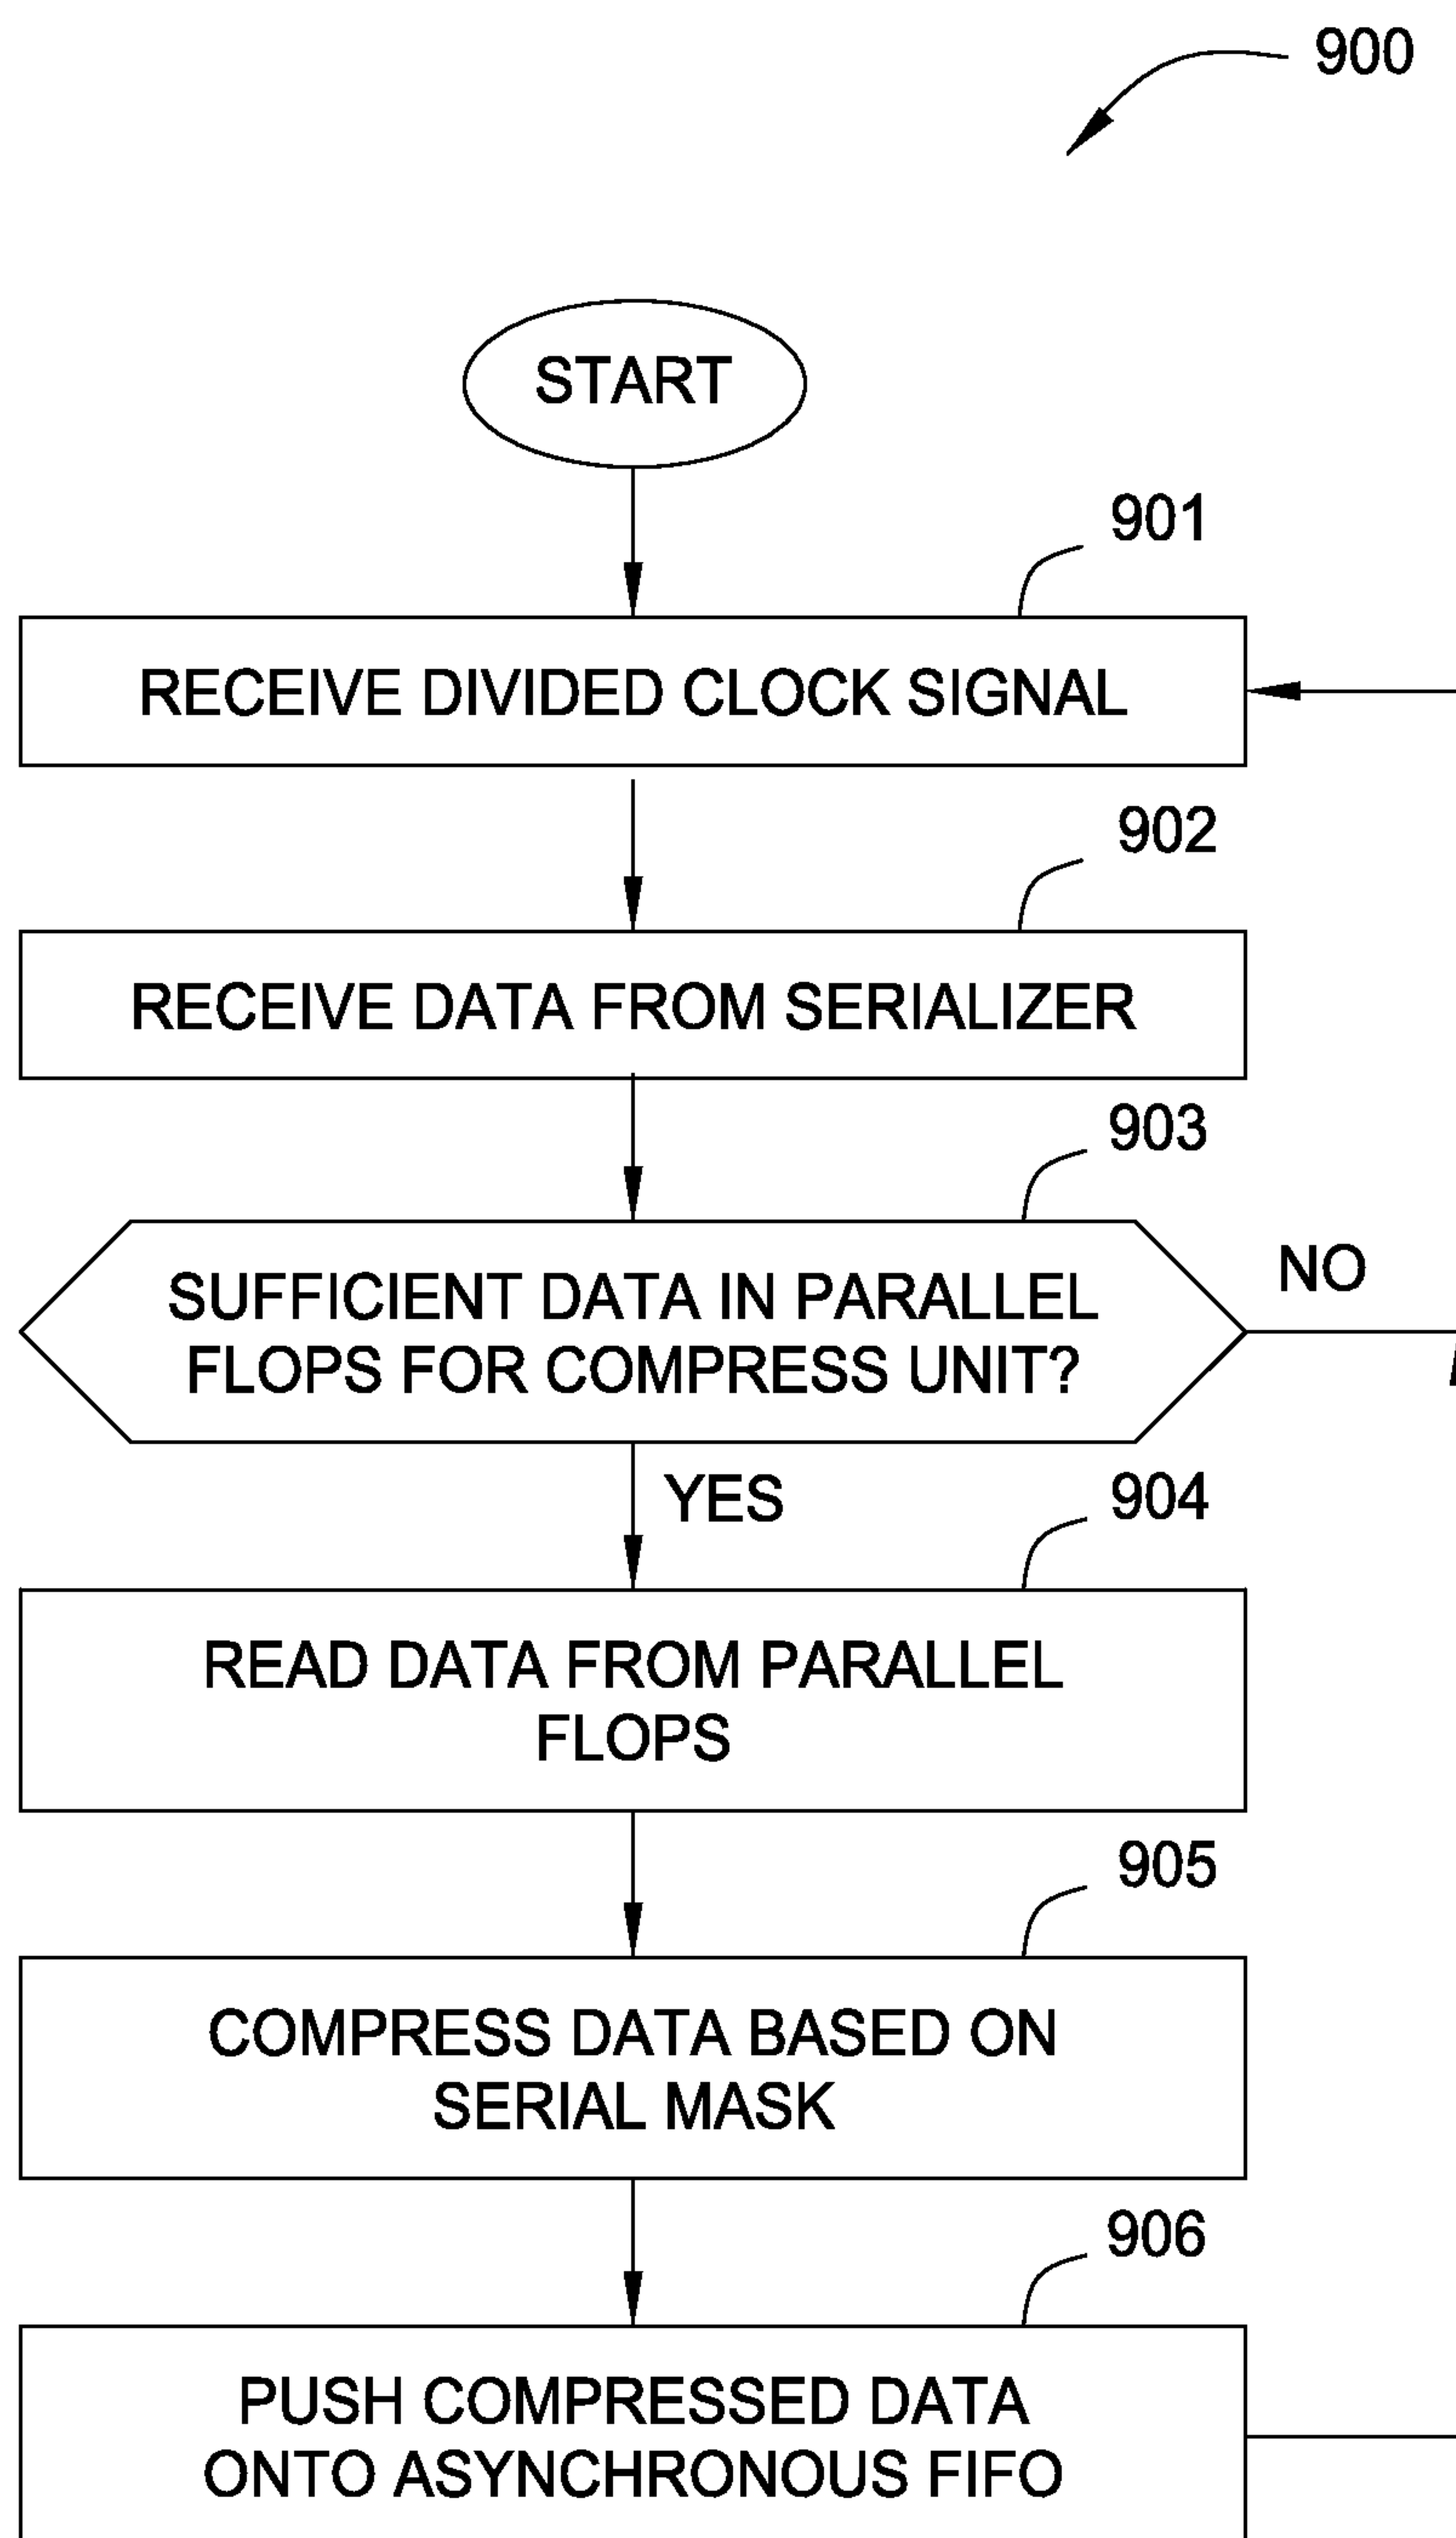 900
START
901
RECEIVE DIVIDED CLOCK SIGNAL
902
RECEIVE DATA FROM SERIALIZER
903
SUFFICIENT DATA IN PARALLEL
FLOPS FOR COMPRESS UNIT?
NO
YES
904
READ DATA FROM PARALLEL
FLOPS
905
COMPRESS DATA BASED ON
SERIAL MASK
906
PUSH COMPRESSED DATA
ONTO ASYNCHRONOUS FIFO